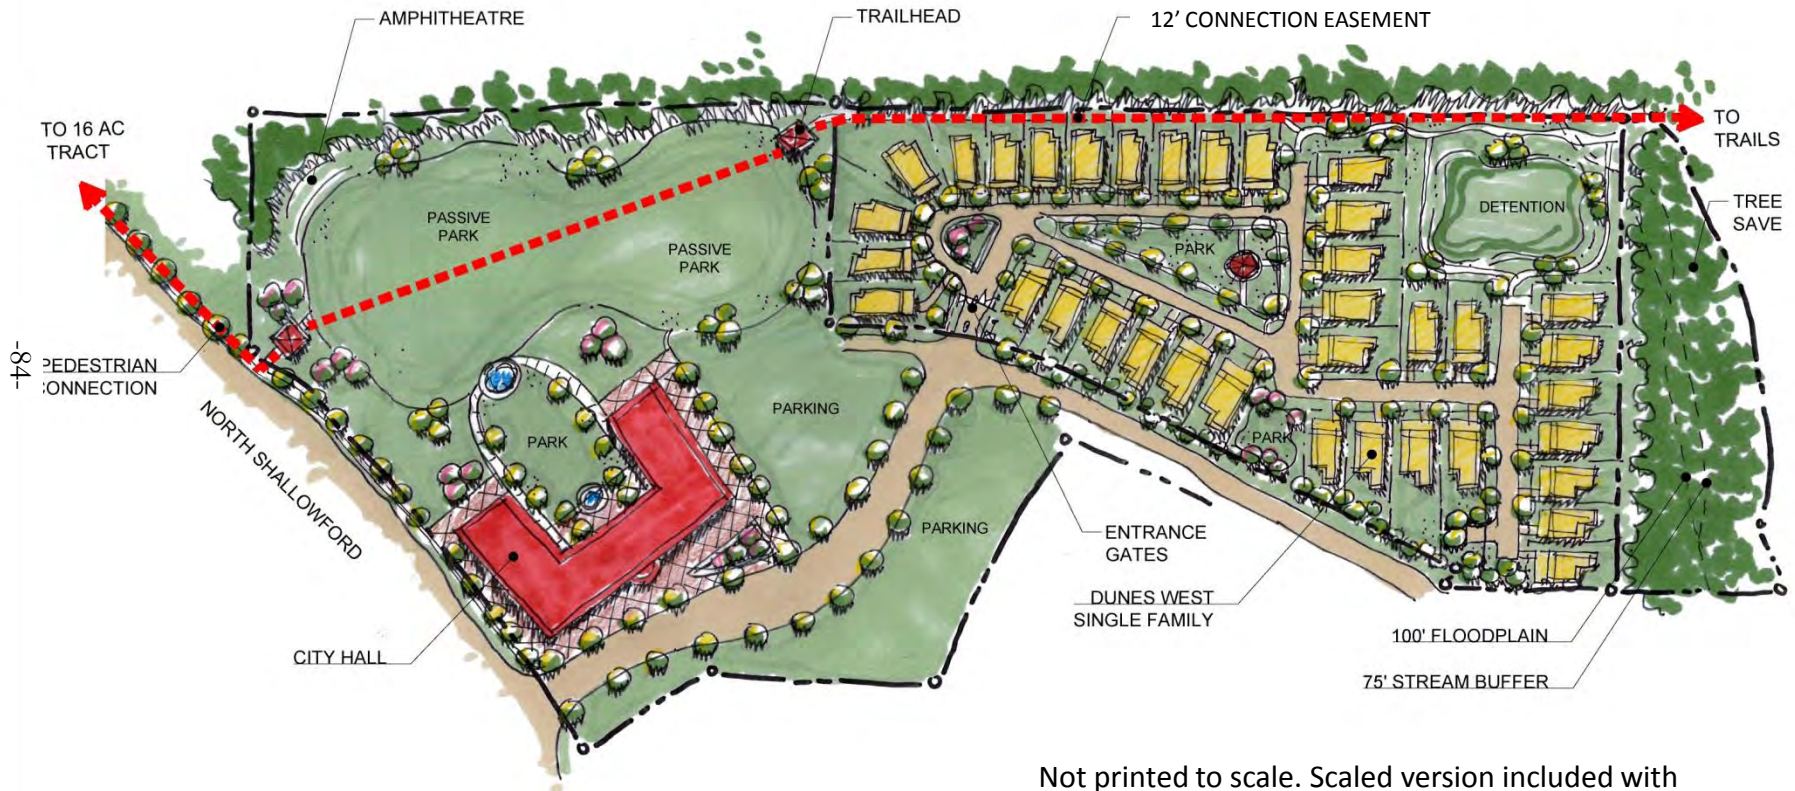 AMPHITHEATRE
TRAILHEAD
12’ CONNECTION EASEMENT
TO 16 AC
TRACT
TO
TRAILS
PASSIVE
PARK
PASSIVE
PARK
PARK
DETENTION
TREE
SAVE
-84-
PEDESTRIAN
CONNECTION
NORTH SHALLOWFORD
PARKING
PARK
PARK
PARKING
ENTRANCE
GATES
DUNES WEST
SINGLE FAMILY
CITY HALL
100' FLOODPLAIN
75' STREAM BUFFER
Not printed to scale. Scaled version included with